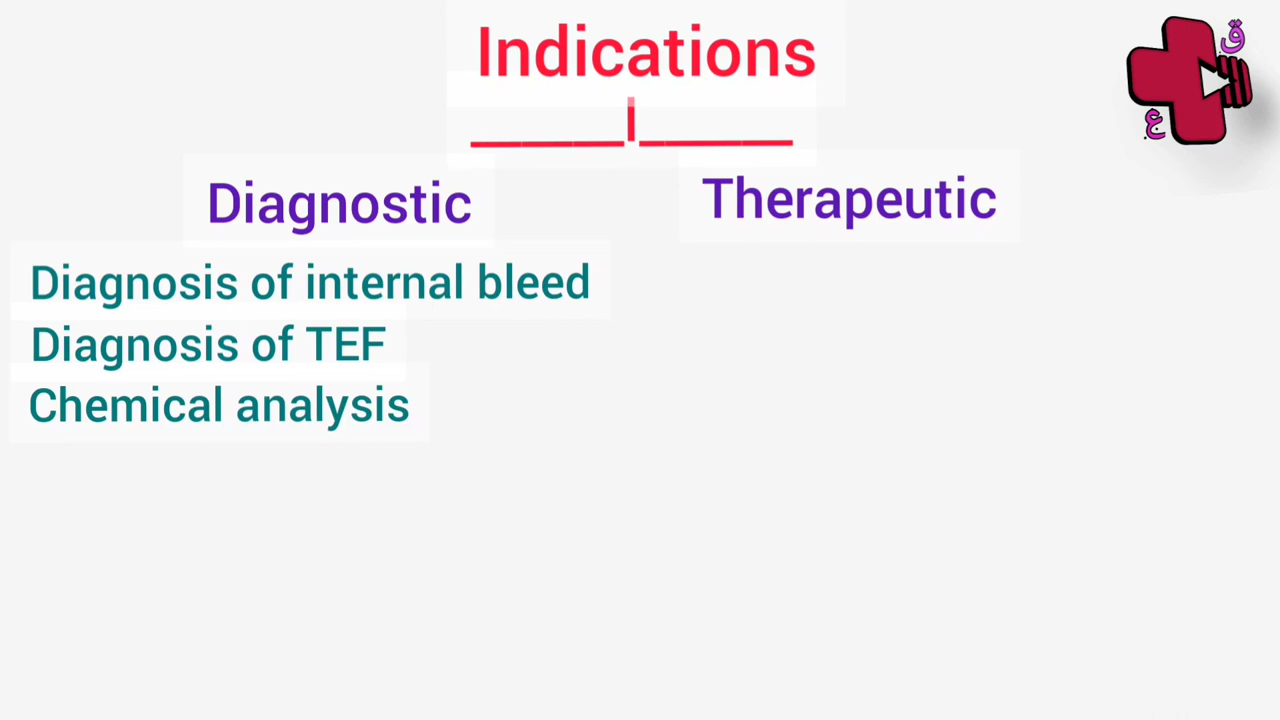 Indications
Diagnostic
Therapeutic
Diagnosis of internal bleed
Diagnosis of TEF
Chemical analysis
ق
ع